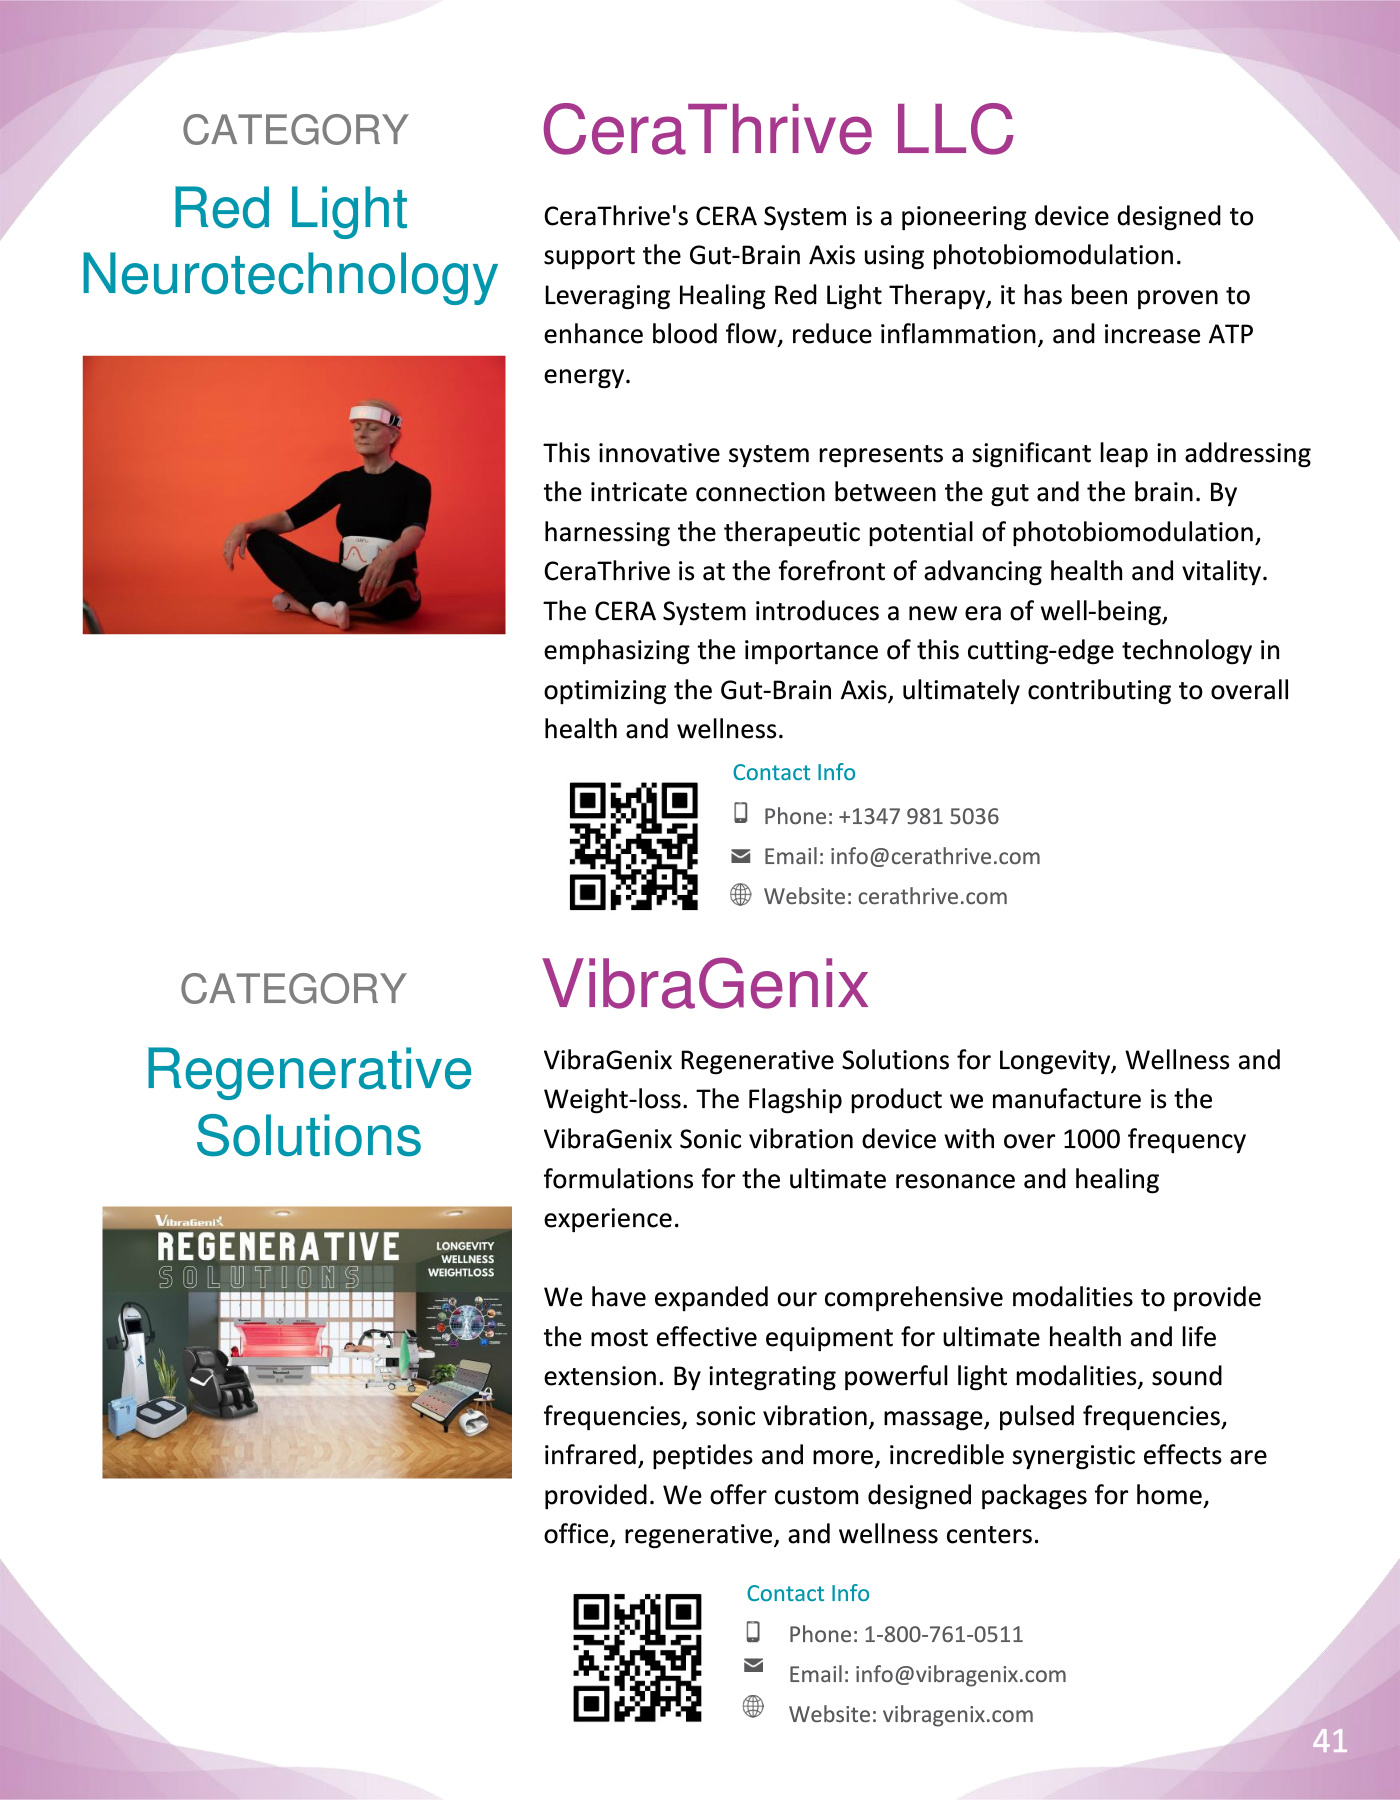 CATEGORY
Red Light
Neurotechnology
CeraThrive LLC
CeraThrive's CERA System is a pioneering device designed to
support the Gut-Brain Axis using photobiomodulation.
Leveraging Healing Red Light Therapy, it has been proven to
enhance blood flow, reduce inflammation, and increase ATP
energy.
This innovative system represents a significant leap in addressing
the intricate connection between the gut and the brain. By
harnessing the therapeutic potential of photobiomodulation,
CeraThrive is at the forefront of advancing health and vitality.
The CERA System introduces a new era of well-being,
emphasizing the importance of this cutting-edge technology in
optimizing the Gut-Brain Axis, ultimately contributing to overall
health and wellness.
Contact Info
Phone: +1347 981 5036
Email: info@cerathrive.com
Website: cerathrive.com
CATEGORY
Regenerative
Solutions
VibraGenix
REGENERATIVE
SOLUTIONS
LONGEVITY
WELLNESS
WEIGHTLOSS
VibraGenix
VibraGenix Regenerative Solutions for Longevity, Wellness and
Weight-loss. The Flagship product we manufacture is the
VibraGenix Sonic vibration device with over 1000 frequency
formulations for the ultimate resonance and healing
experience.
We have expanded our comprehensive modalities to provide
the most effective equipment for ultimate health and life
extension. By integrating powerful light modalities, sound
frequencies, sonic vibration, massage, pulsed frequencies,
infrared, peptides and more, incredible synergistic effects are
provided. We offer custom designed packages for home,
office, regenerative, and wellness centers.
Contact Info
Phone: 1-800-761-0511
Email: info@vibragenix.com
Website: vibragenix.com
41